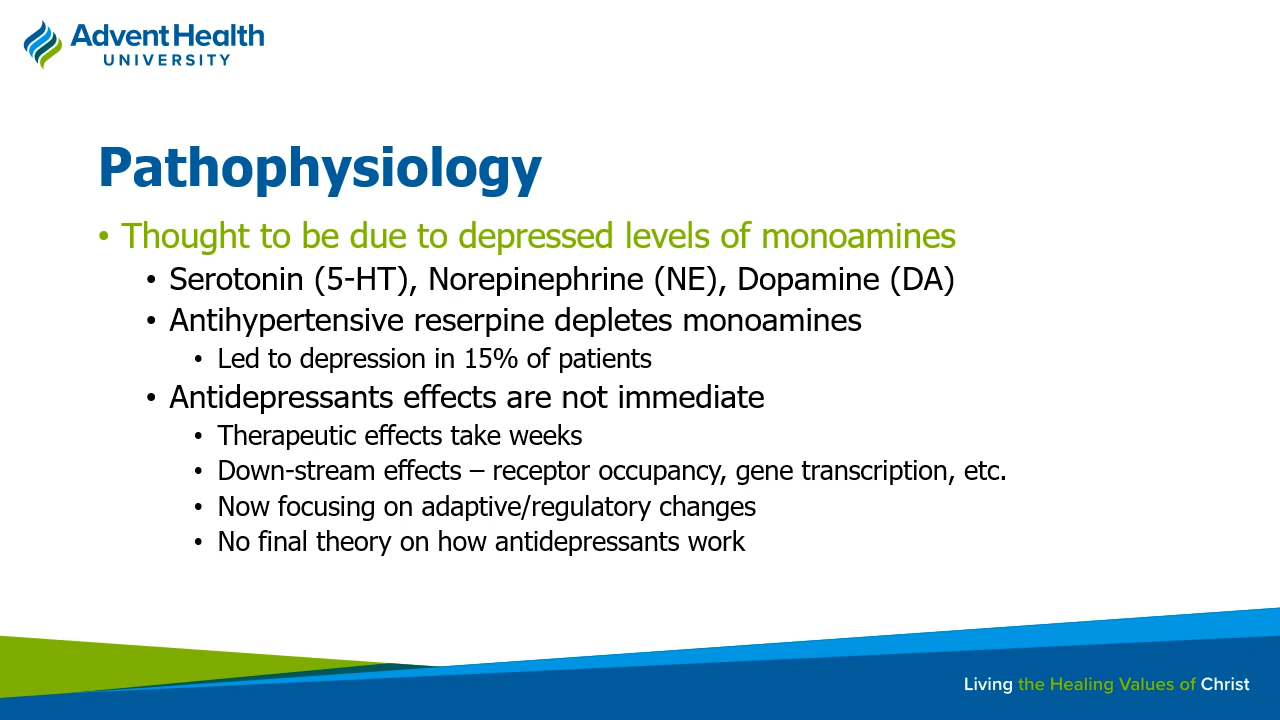 AdventHealth
UNIVERSITY
Pathophysiology
• Thought to be due to depressed levels of monoamines
• Serotonin (5-HT), Norepinephrine (NE), Dopamine (DA)
• Antihypertensive reserpine depletes monoamines
• Led to depression in 15% of patients
• Antidepressants effects are not immediate
• Therapeutic effects take weeks
• Down-stream effects – receptor occupancy, gene transcription, etc.
• Now focusing on adaptive/regulatory changes
• No final theory on how antidepressants work
Living the Healing Values of Christ